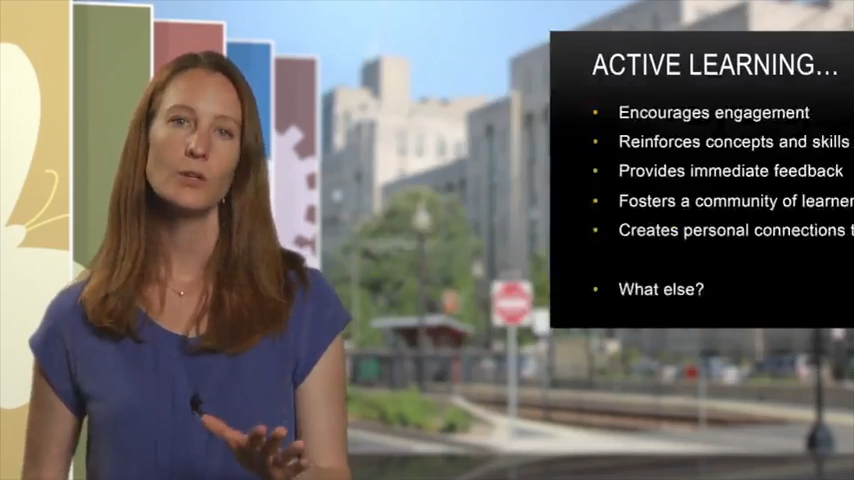 ACTIVE LEARNING...
• Encourages engagement
• Reinforces concepts and skills
• Provides immediate feedback
• Fosters a community of learner
• Creates personal connections t
• What else?